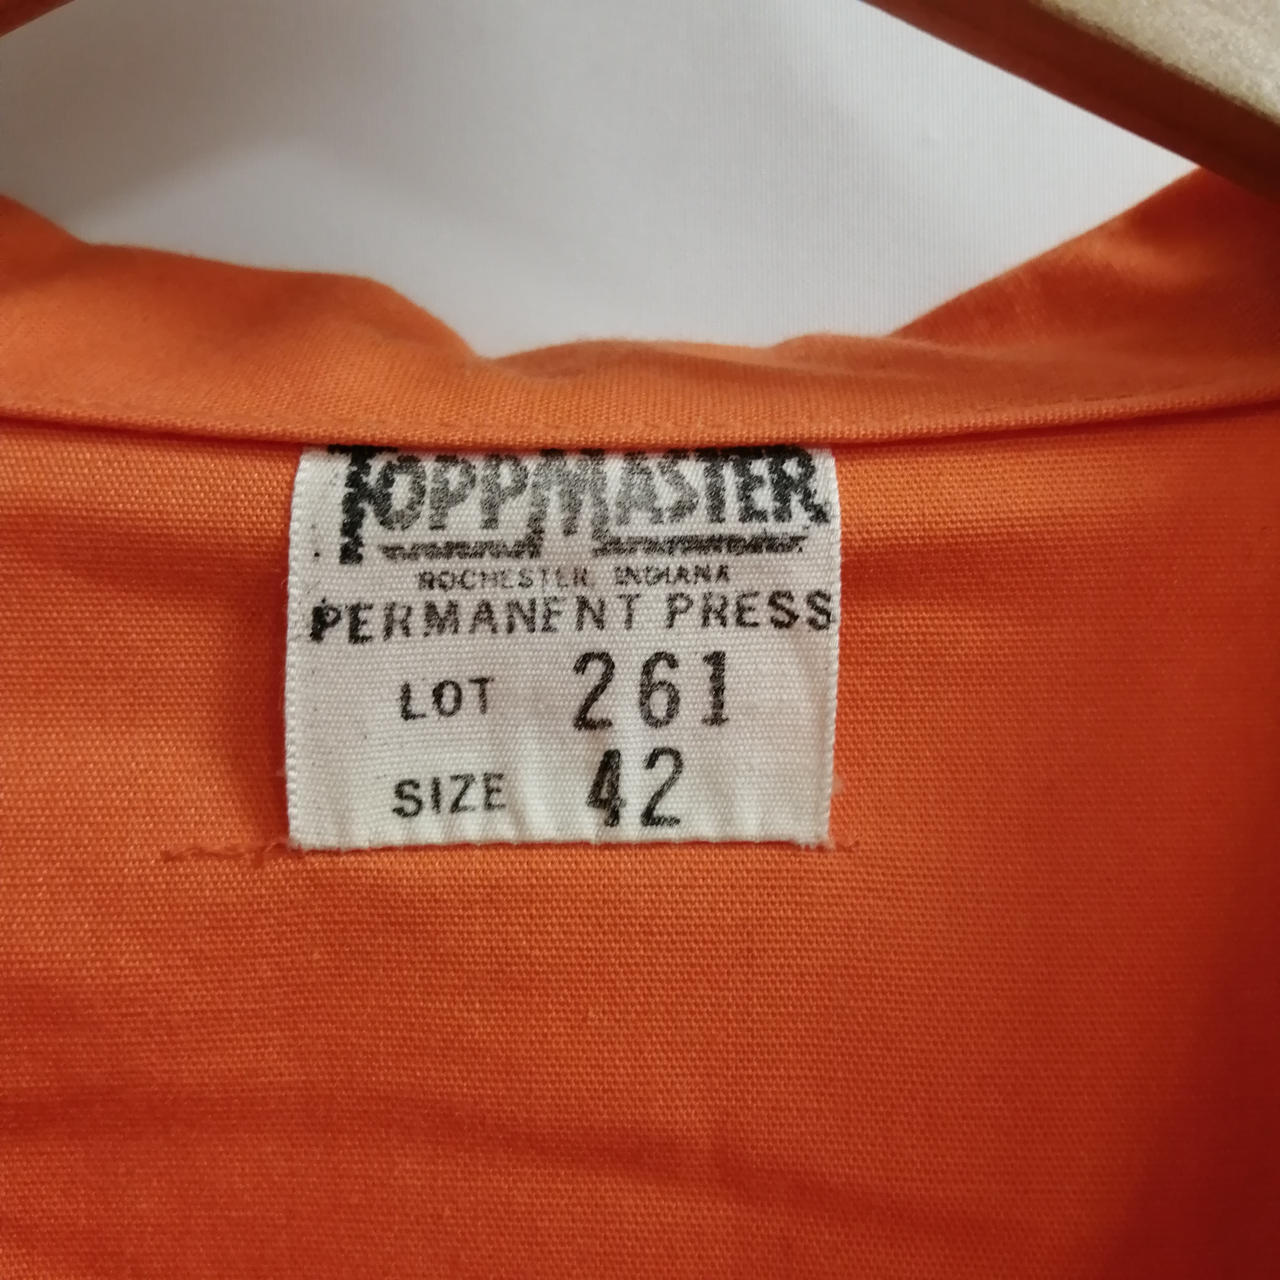 TOPPMASTER
ROCHESTER, INDIANA
PERMANENT PRESS
LOT 261
SIZE 42